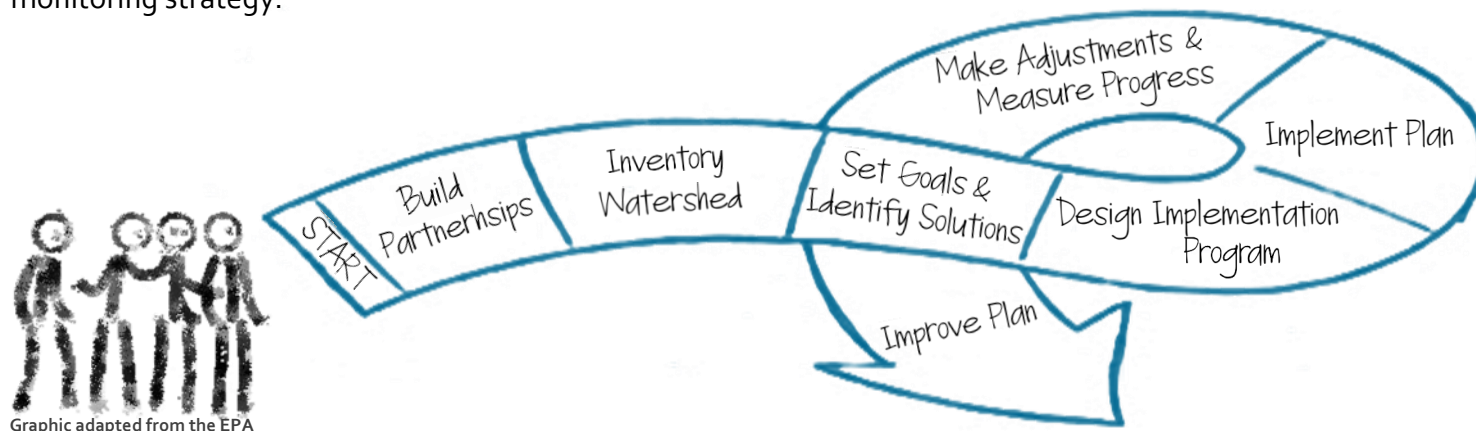 monitoring strategy.
START
Build
Partnerhsips
Inventory
Watershed
Set Goals &
Identify Solutions
Design Implementation
Program
Implement Plan
Make Adjustments &
Measure Progress
Improve Plan
Graphic adapted from the EPA